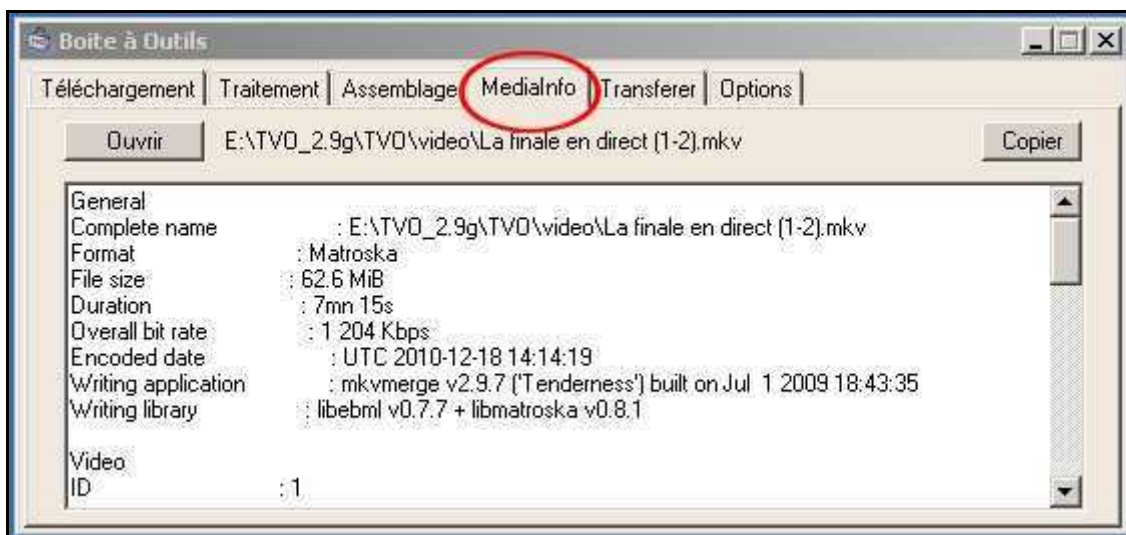 Boite à Outils
Téléchargement Traitement Assemblage MediaInfo Transferer Options
Ouvrir E:\TVO_2.9g\TVO\video\La finale en direct (1-2).mkv Copier
General
Complete name : E:\TVO_2.9g\TVO\video\La finale en direct (1-2).mkv
Format : Matroska
File size : 62.6 MiB
Duration : 7mn 15s
Overall bit rate : 1 204 Kbps
Encoded date : UTC 2010-12-18 14:14:19
Writing application : mkvmerge v2.9.7 ('Tenderness') built on Jul 1 2009 18:43:35
Writing library : libebml v0.7.7 + libmatroska v0.8.1
Video
ID : 1